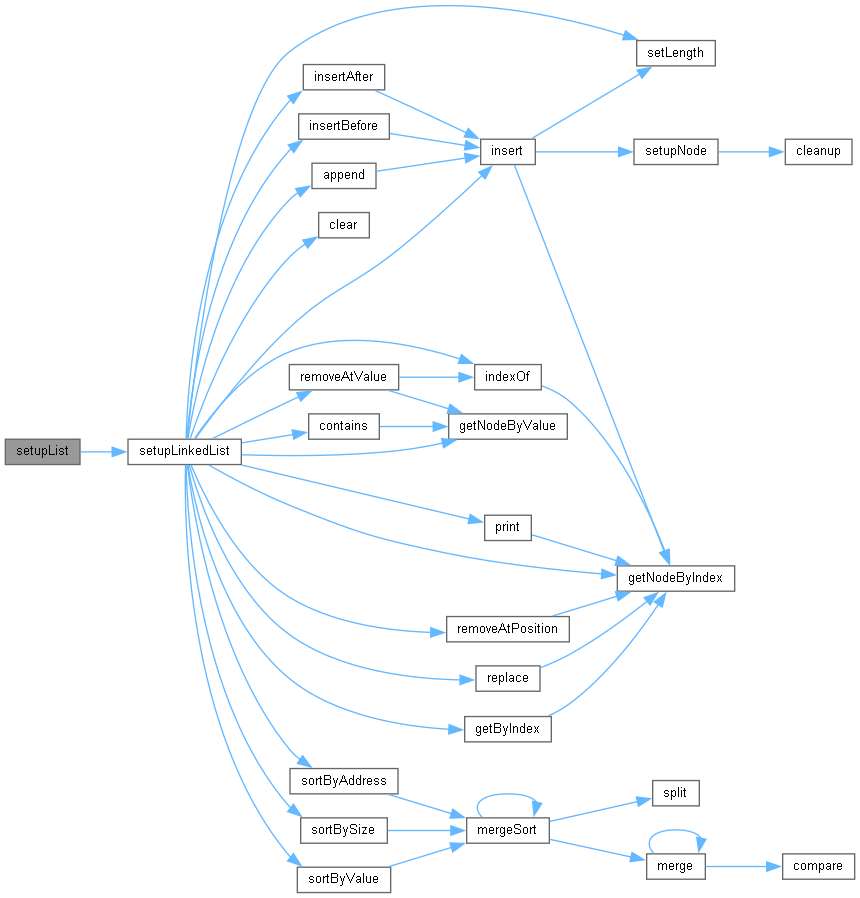 setLength
insertAfter
insertBefore
insert
setupNode
cleanup
append
clear
removeAtValue
indexOf
contains
getNodeByValue
setupList
setupLinkedList
print
getNodeByIndex
removeAtPosition
replace
getByIndex
sortByAddress
split
sortBySize
mergeSort
merge
compare
sortByValue